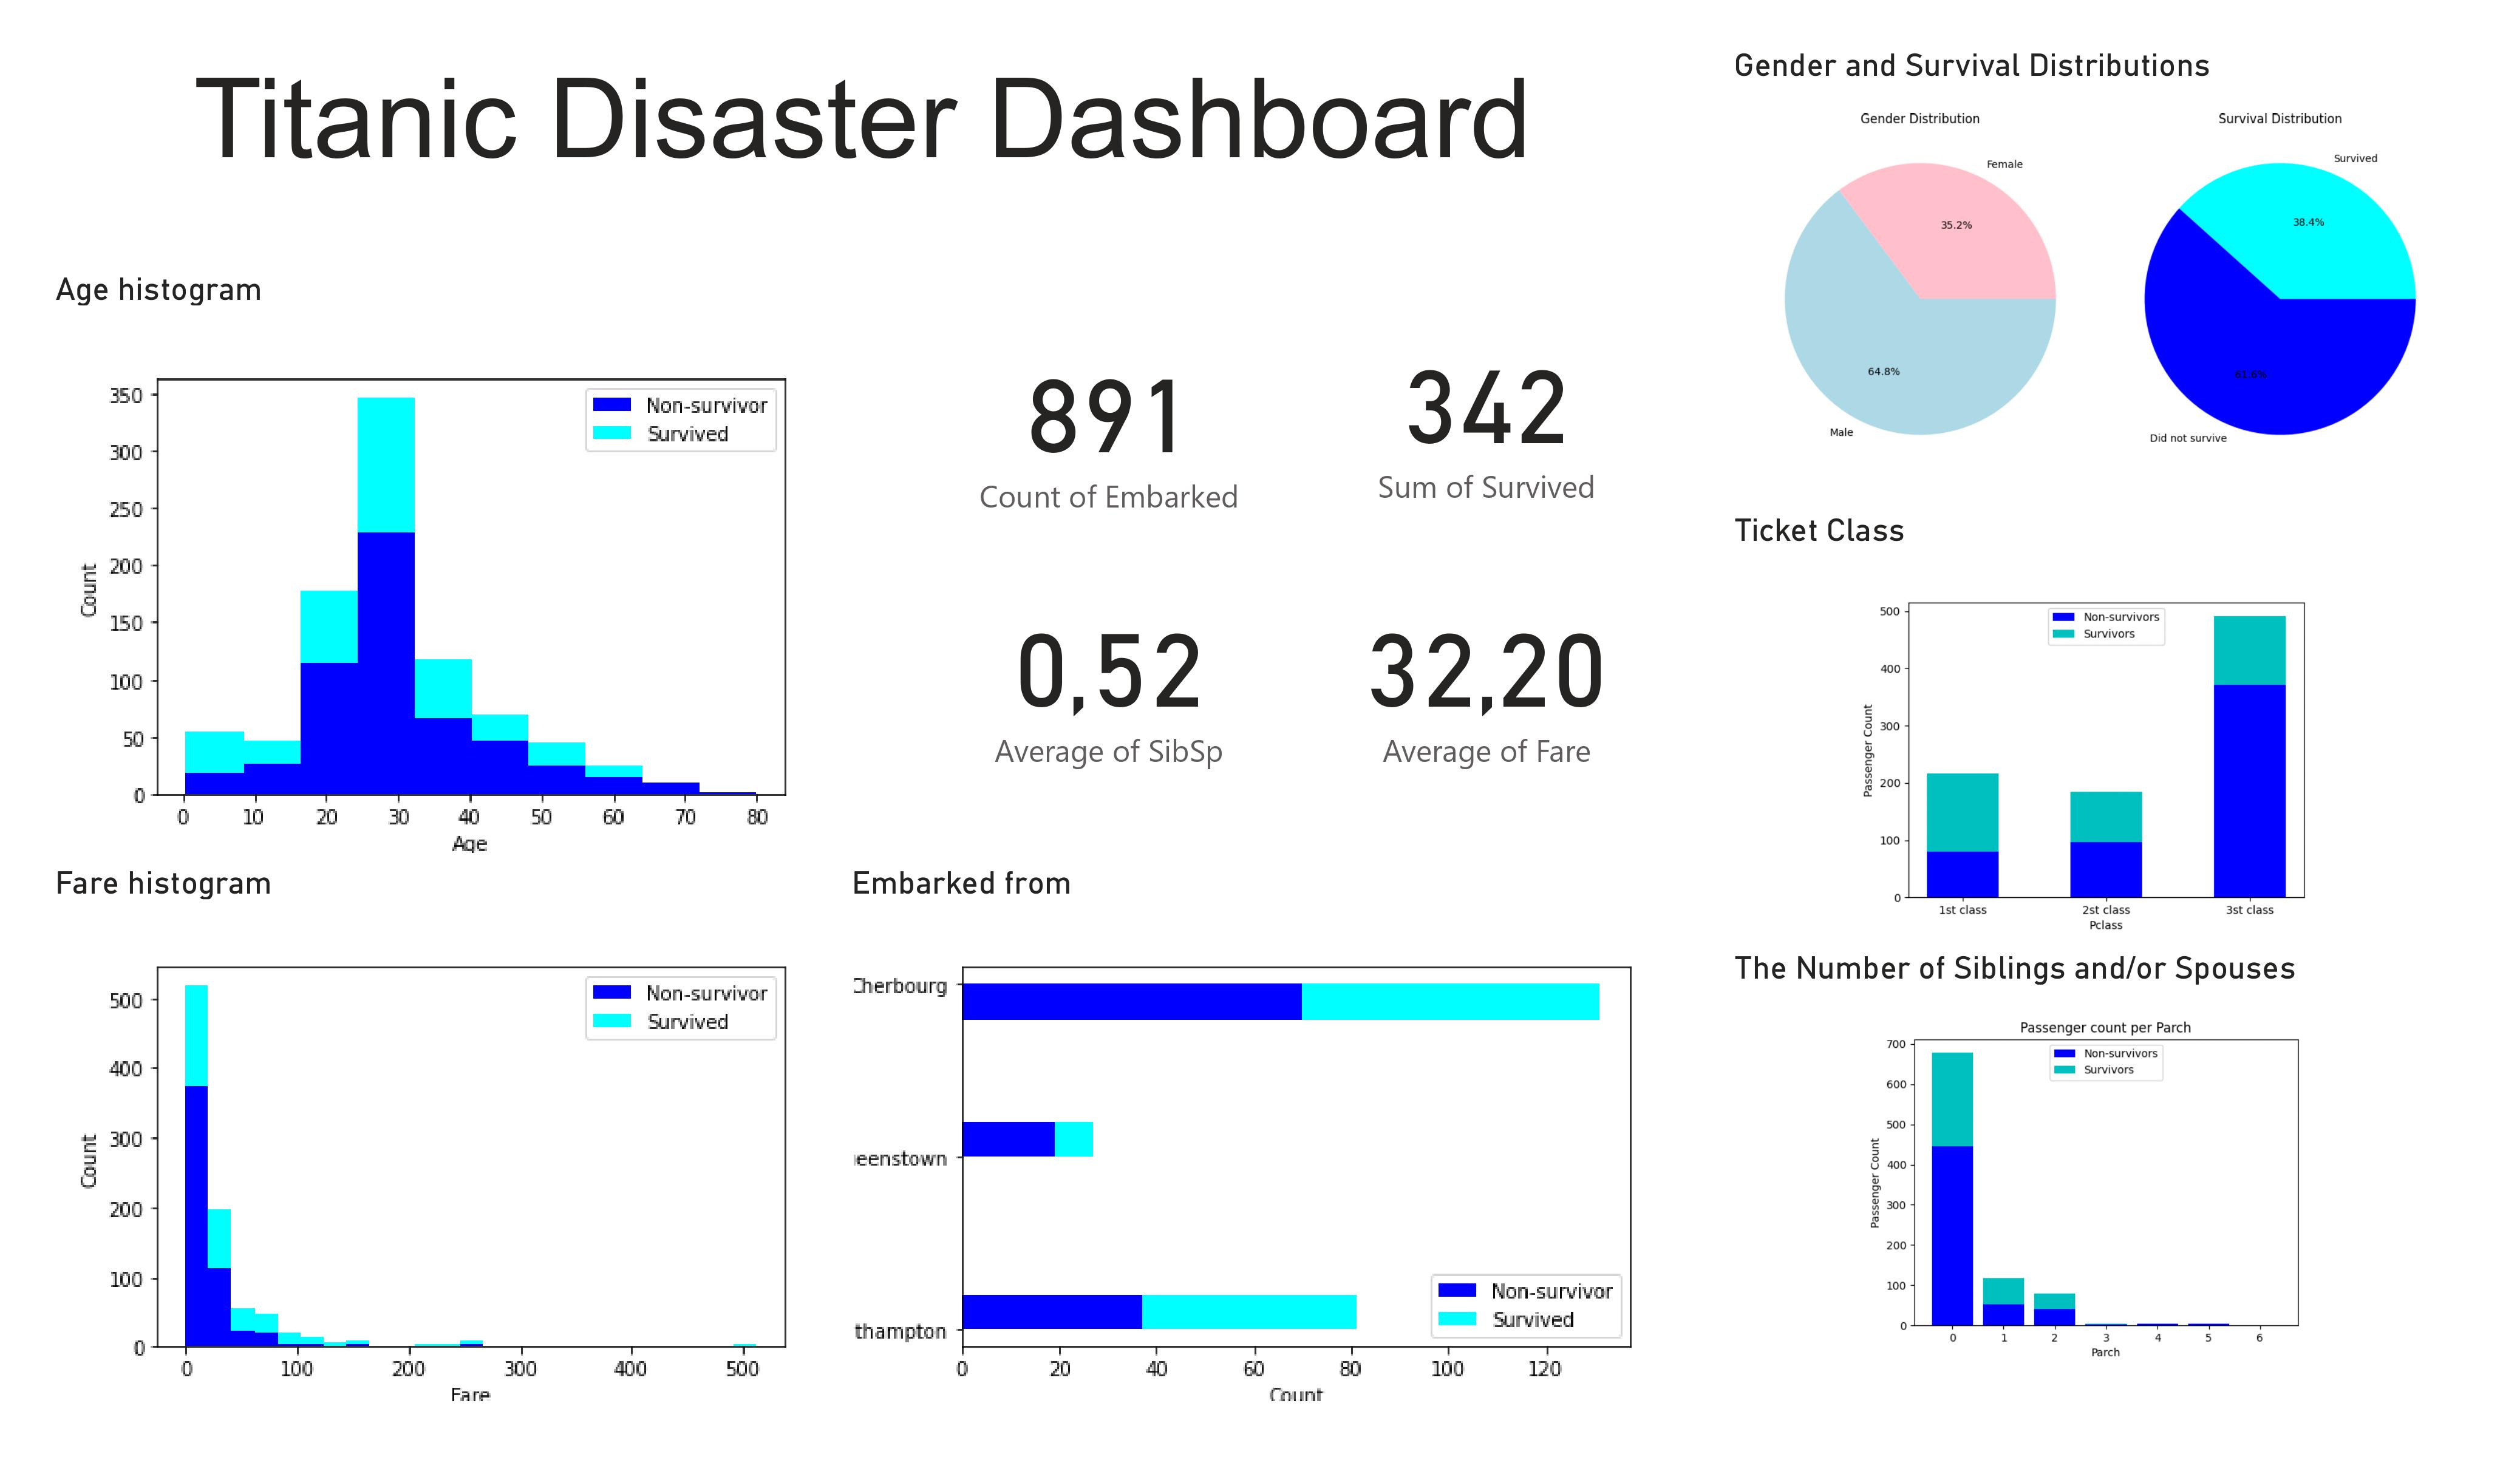 Titanic Disaster Dashboard
Age histogram
350
300
250
200
150
100
50
0
Count
Non-survivor
Survived
0 10 20 30 40 50 60 70 80
Age
891
Count of Embarked
342
Sum of Survived
0,52
Average of SibSp
32,20
Average of Fare
Gender and Survival Distributions
Gender Distribution
Female
35.2%
64.8%
Male
Survival Distribution
Survived
38.4%
61.6%
Did not survive
Ticket Class
500
400
300
200
100
0
Passenger Count
Non-survivors
Survivors
1st class 2st class 3st class
Pclass
Fare histogram
500
400
300
200
100
0
Count
Non-survivor
Survived
0 100 200 300 400 500
Fare
Embarked from
Cherbourg
eenstown
thampton
Non-survivor
Survived
0 20 40 60 80 100 120
Count
The Number of Siblings and/or Spouses
Passenger count per Parch
700
600
500
400
300
200
100
0
Passenger Count
Non-survivors
Survivors
0 1 2 3 4 5 6
Parch